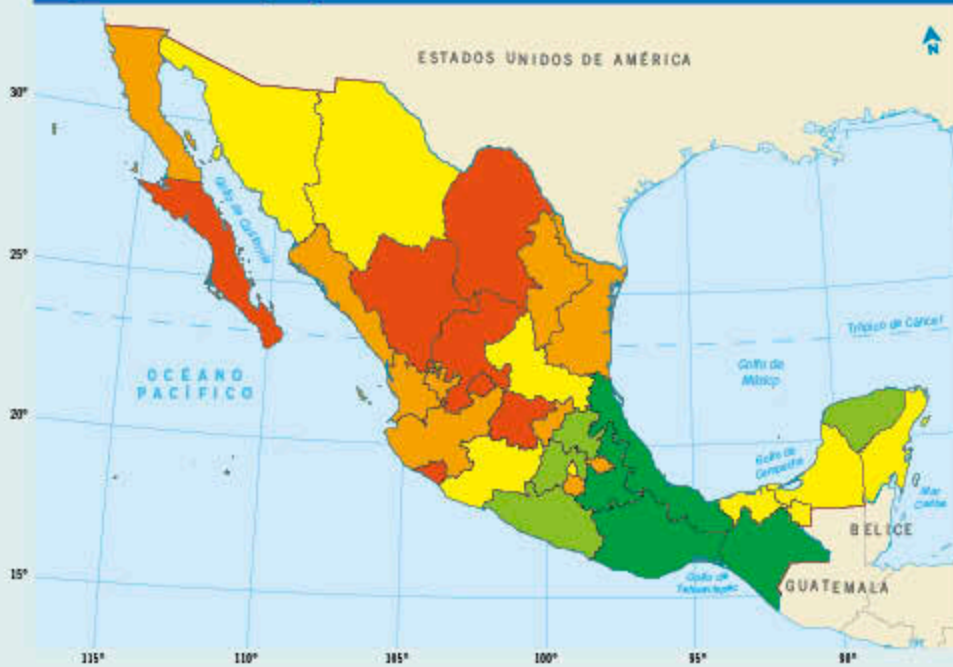 N
ESTADOS UNIDOS DE AMÉRICA
30°
Golfo de California
25°
Trópico de Cáncer
OCÉANO
PACÍFICO
Golfo de
México
20°
Golfo de
Campeche
Mar
Caribe
BELICE
15°
Golfo de
Tehuantepec
GUATEMALA
115°
110°
105°
100°
95°
90°